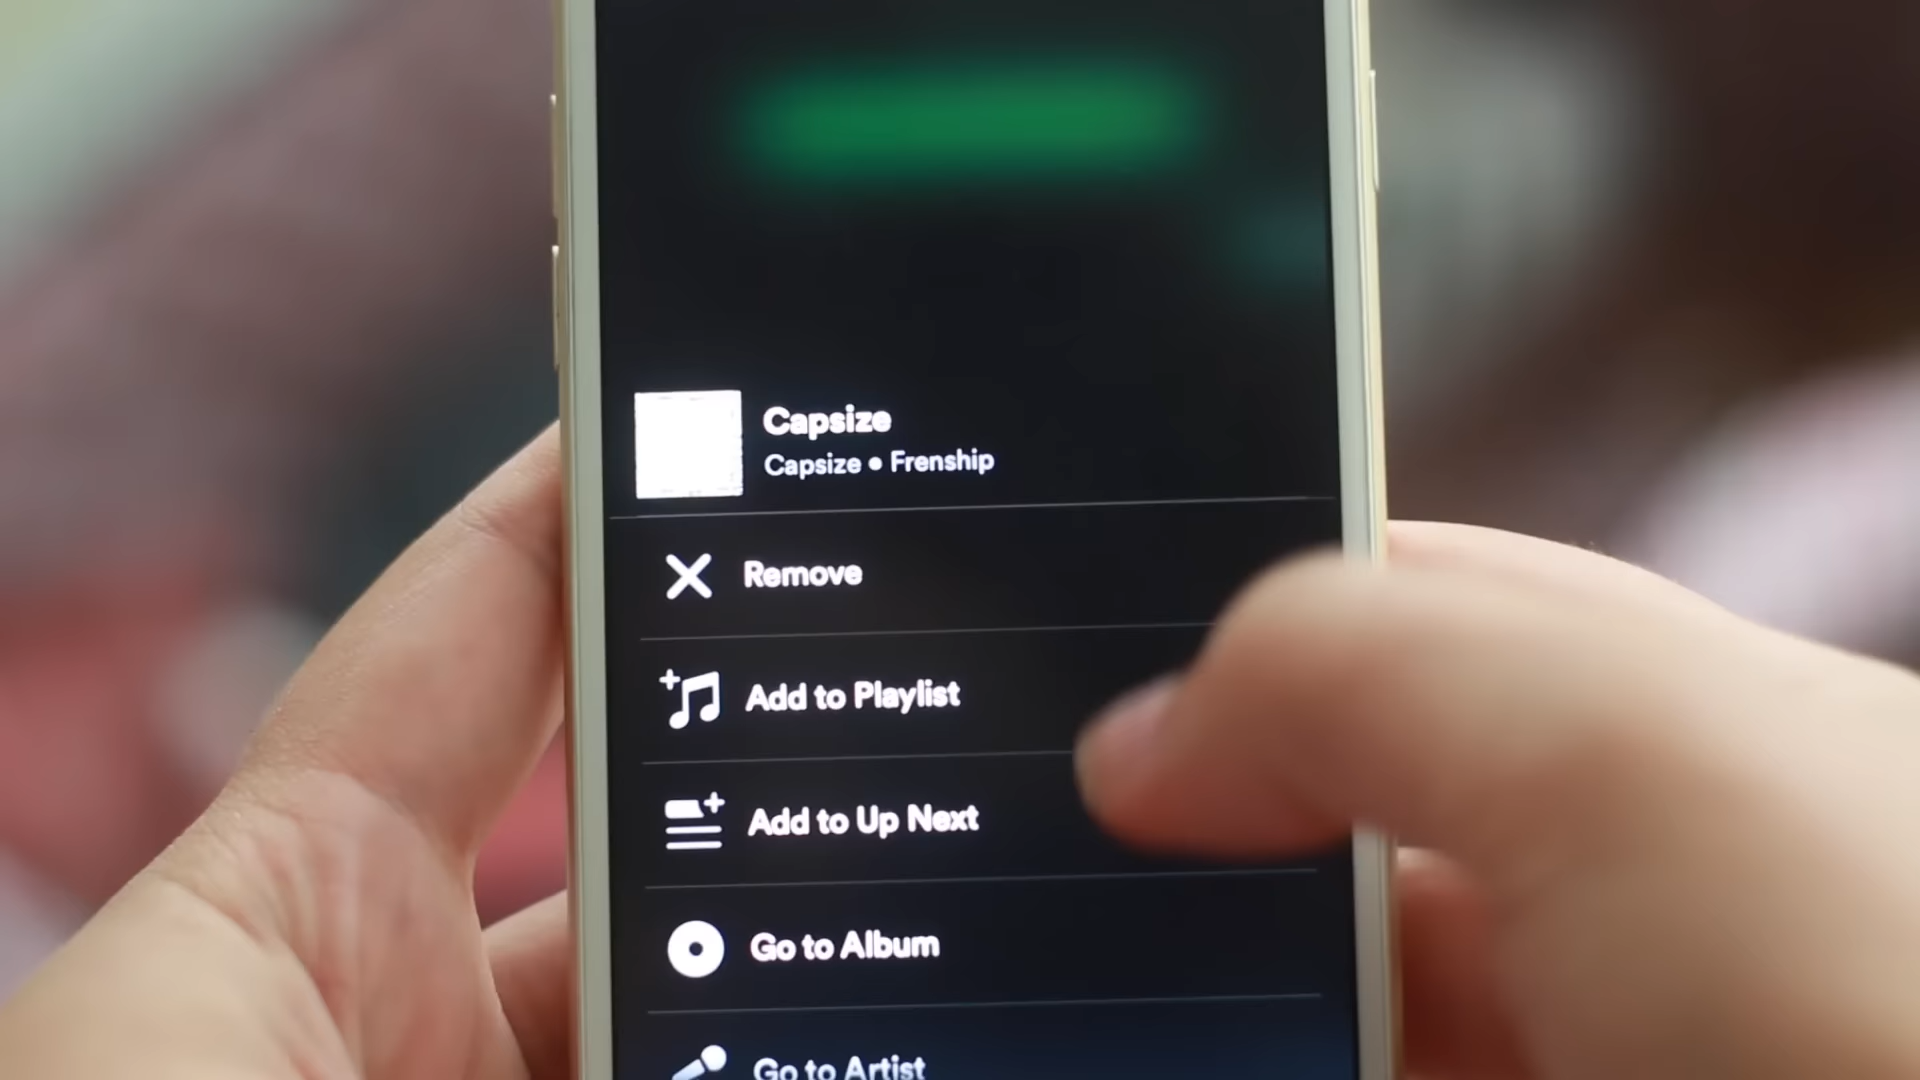 Capsize
Capsize • Frenship
Remove
Add to Playlist
Add to Up Next
Go to Album
Go to Artist